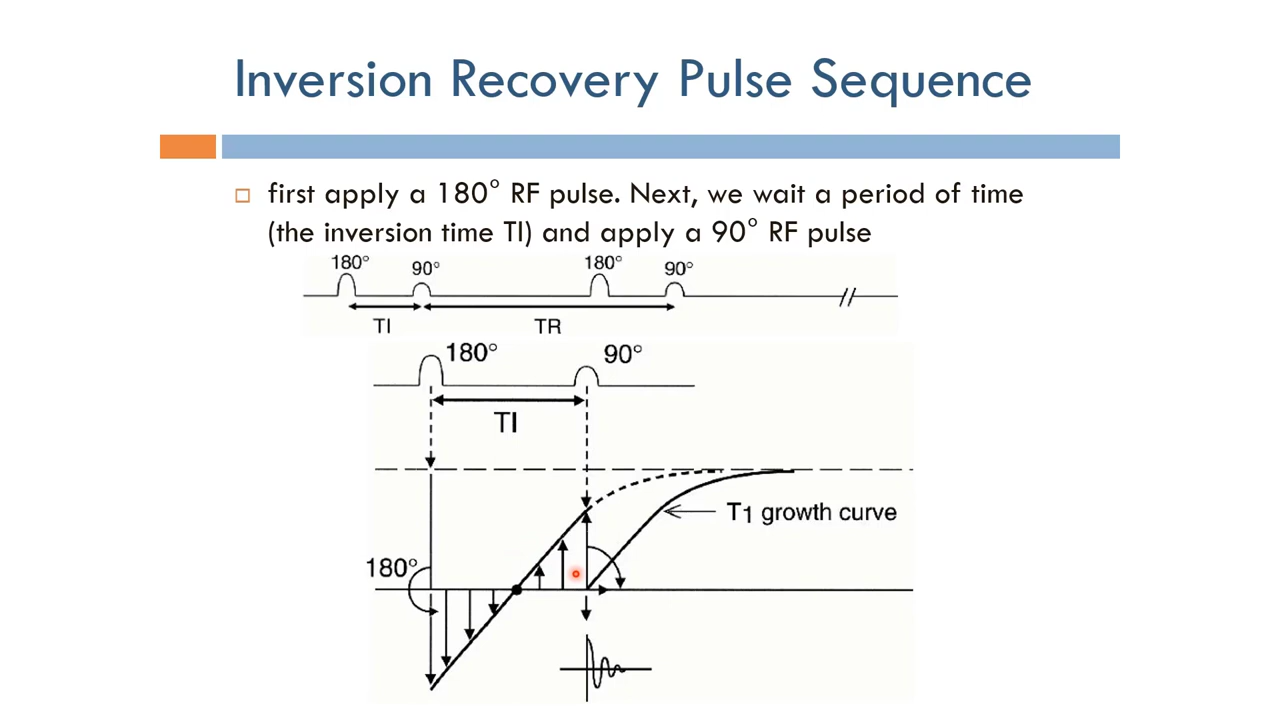 Inversion Recovery Pulse Sequence
first apply a 180° RF pulse. Next, we wait a period of time
(the inversion time TI) and apply a 90° RF pulse
180° 90° 180° 90°
TI TR
180° 90°
TI
T1 growth curve
180°